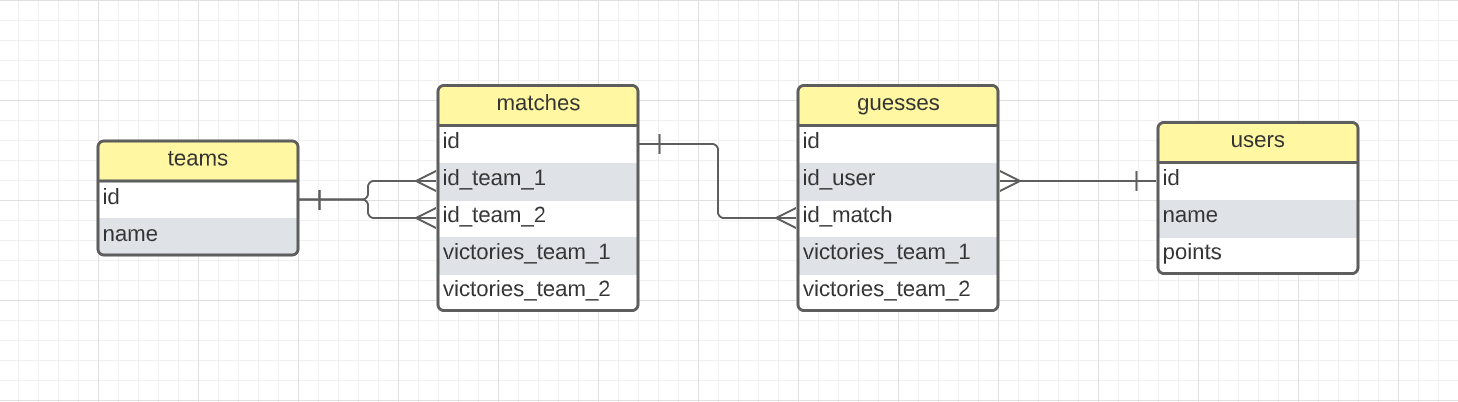 teams
id
name
matches
id
id_team_1
id_team_2
victories_team_1
victories_team_2
guesses
id
id_user
id_match
victories_team_1
victories_team_2
users
id
name
points